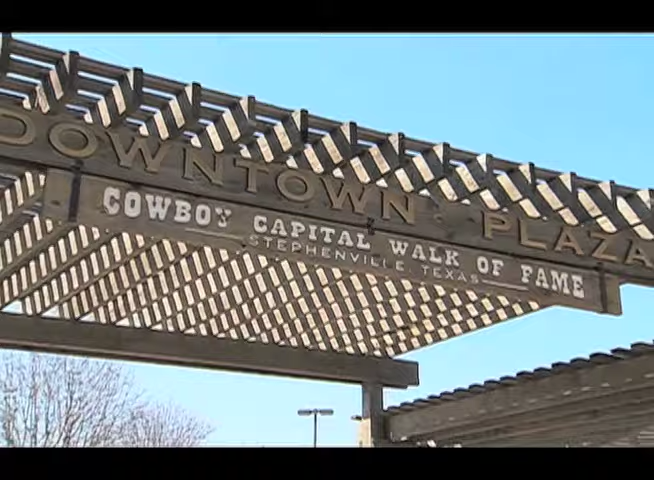 DOWNTOWN PLAZA
COWBOY CAPITAL WALK OF FAME
STEPHENVILLE, TEXAS